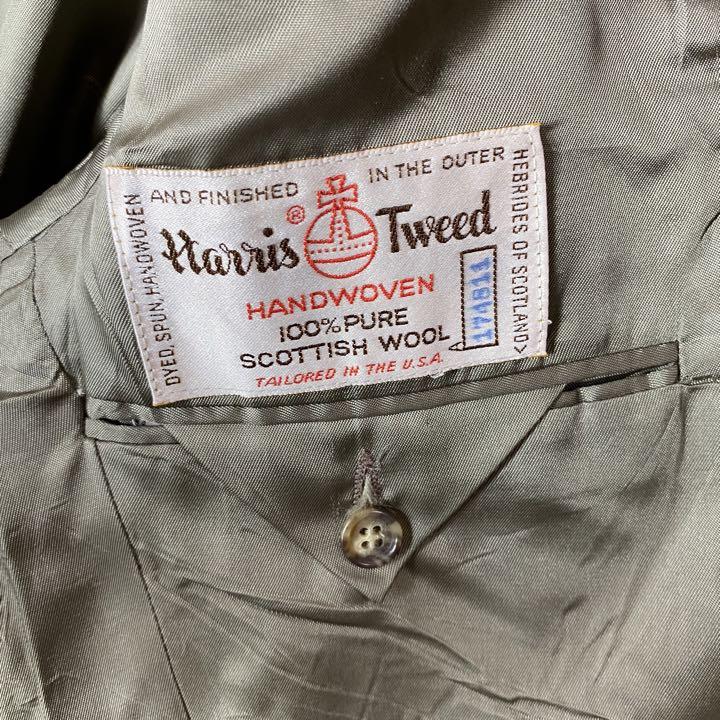 DYED, SPUN, HANDWOVEN
AND FINISHED
IN THE OUTER
HEBRIDES OF SCOTLAND>
Harris ® Tweed
HANDWOVEN
100% PURE
SCOTTISH WOOL
TAILORED IN THE U.S.A.
174811